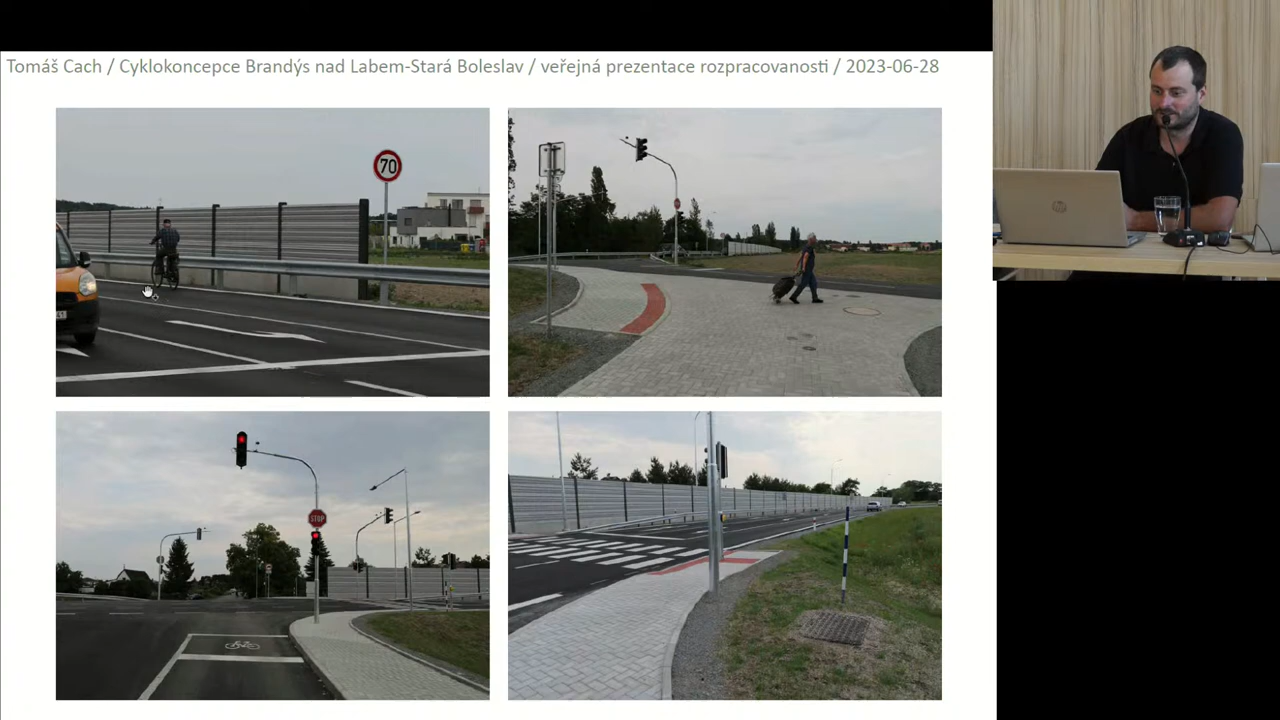 Tomáš Cach / Cyklokoncepce Brandýs nad Labem-Stará Boleslav / veřejná prezentace rozpracovanosti / 2023-06-28
70
STOP